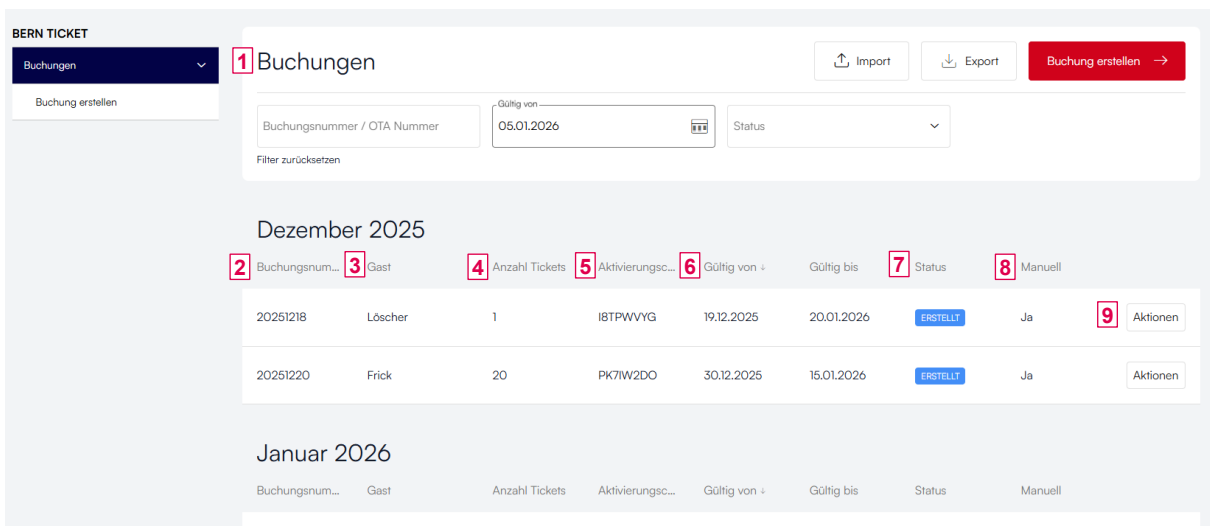 BERN TICKET
Buchungen
Buchung erstellen
1 Buchungen
Import
Export
Buchung erstellen →
Buchungsnummer / OTA Nummer
Gültig von
05.01.2026
Status
Filter zurücksetzen
Dezember 2025
2 Buchungsnum... 3 Gast 4 Anzahl Tickets 5 Aktivierungsc... 6 Gültig von ↓ Gültig bis 7 Status 8 Manuell
20251218 Löscher 1 I8TPWVYG 19.12.2025 20.01.2026 ERSTELLT Ja 9 Aktionen
20251220 Frick 20 PK7IW2DO 30.12.2025 15.01.2026 ERSTELLT Ja Aktionen
Januar 2026
Buchungsnum... Gast Anzahl Tickets Aktivierungsc... Gültig von ↓ Gültig bis Status Manuell